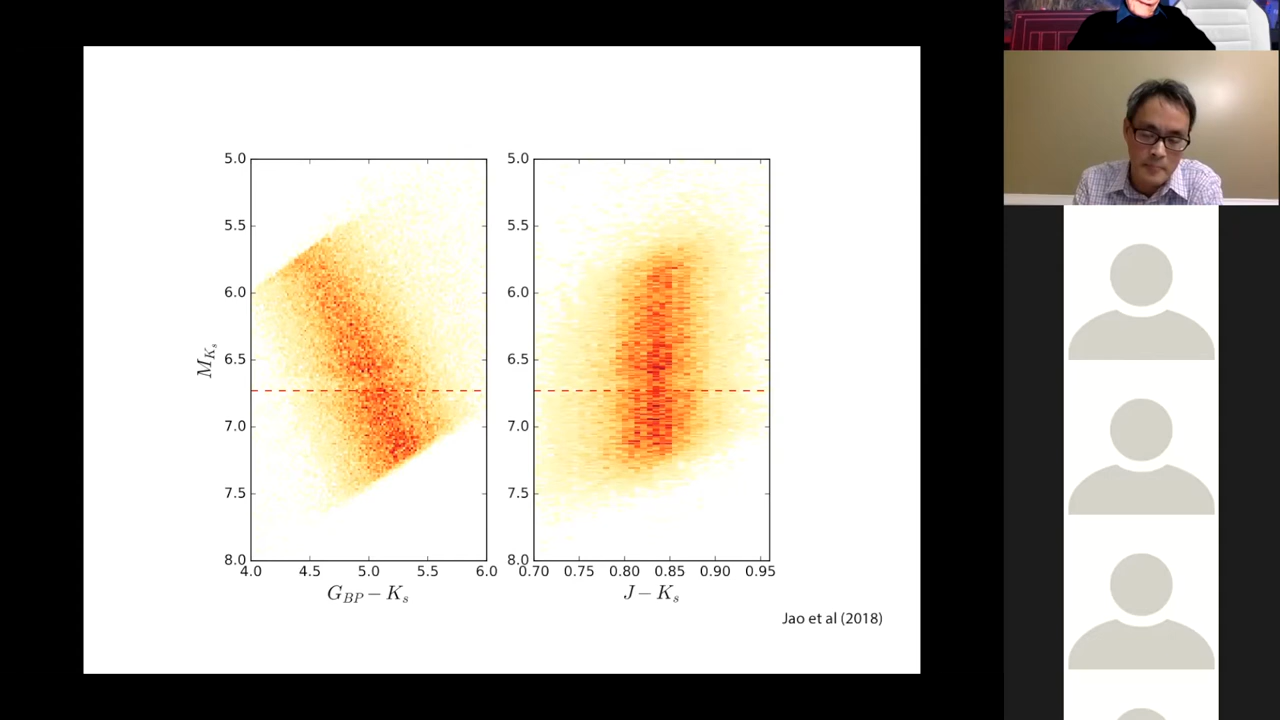 5.0
5.5
6.0
6.5
7.0
7.5
8.0
M_{K_s}
4.0 4.5 5.0 5.5 6.0
G_{BP} − K_s
5.0
5.5
6.0
6.5
7.0
7.5
8.0
0.70 0.75 0.80 0.85 0.90 0.95
J − K_s
Jao et al (2018)